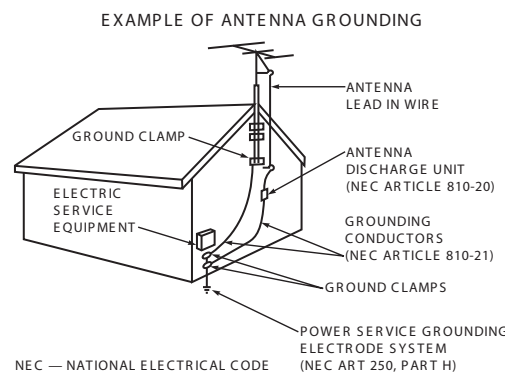 EXAMPLE OF ANTENNA GROUNDING
ANTENNA
LEAD IN WIRE
GROUND CLAMP
ANTENNA
DISCHARGE UNIT
(NEC ARTICLE 810-20)
ELECTRIC
SERVICE
EQUIPMENT
GROUNDING
CONDUCTORS
(NEC ARTICLE 810-21)
GROUND CLAMPS
POWER SERVICE GROUNDING
ELECTRODE SYSTEM
(NEC ART 250, PART H)
NEC — NATIONAL ELECTRICAL CODE